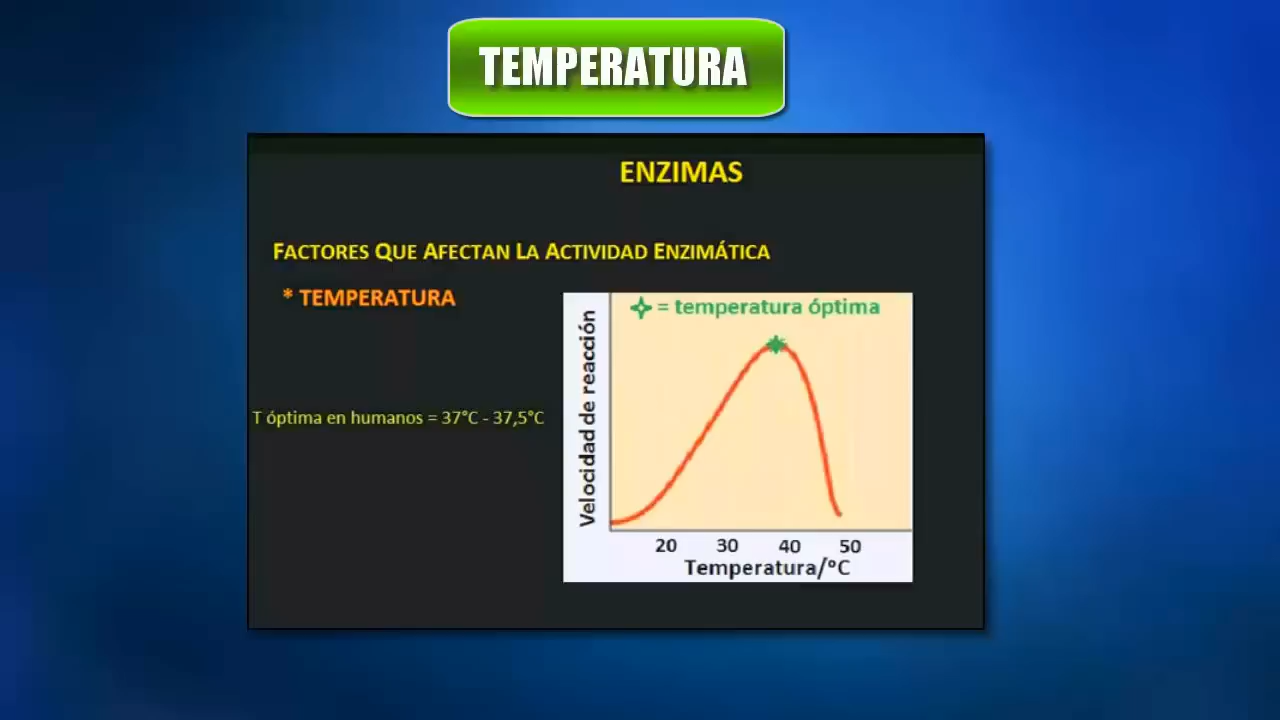 TEMPERATURA
ENZIMAS
FACTORES QUE AFECTAN LA ACTIVIDAD ENZIMÁTICA
* TEMPERATURA
= temperatura óptima
T óptima en humanos = 37°C - 37,5°C
Velocidad de reacción
20 30 40 50
Temperatura/ºC